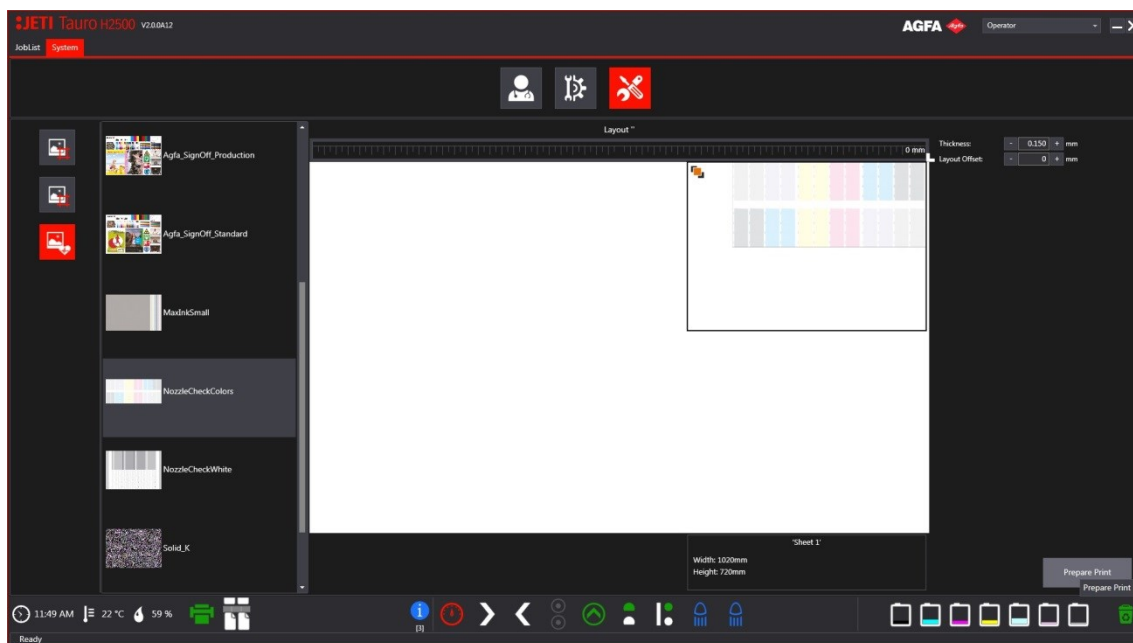 :JETI Tauro H2500 V2.0.0A12
AGFA
Operator
JobList System
Layout ''
0 mm
Thickness: - 0.150 + mm
Layout Offset: - 0 + mm
Agfa_SignOff_Production
Agfa_SignOff_Standard
MaxInkSmall
NozzleCheckColors
NozzleCheckWhite
Solid_K
'Sheet 1'
Width: 1020mm
Height: 720mm
Prepare Print
Prepare Print
11:49 AM 22 °C 59 %
[3]
Ready